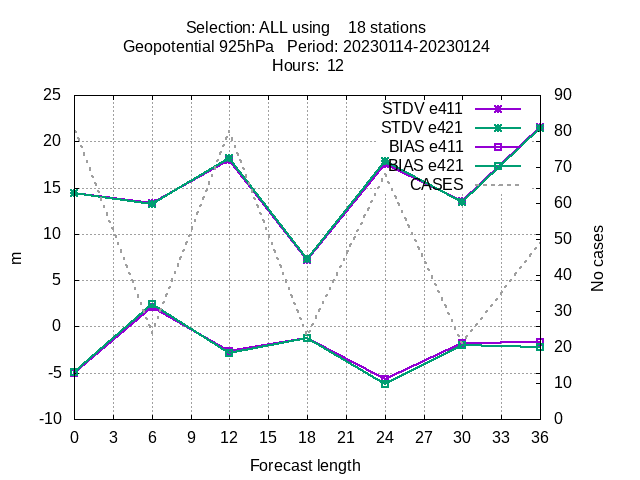 Selection: ALL using 18 stations
Geopotential 925hPa Period: 20230114-20230124
Hours: 12
25
20
15
10
5
0
-5
-10
90
80
70
60
50
40
30
20
10
0
STDV e411
STDV e421
BIAS e411
BIAS e421
CASES
m
No cases
0 3 6 9 12 15 18 21 24 27 30 33 36
Forecast length